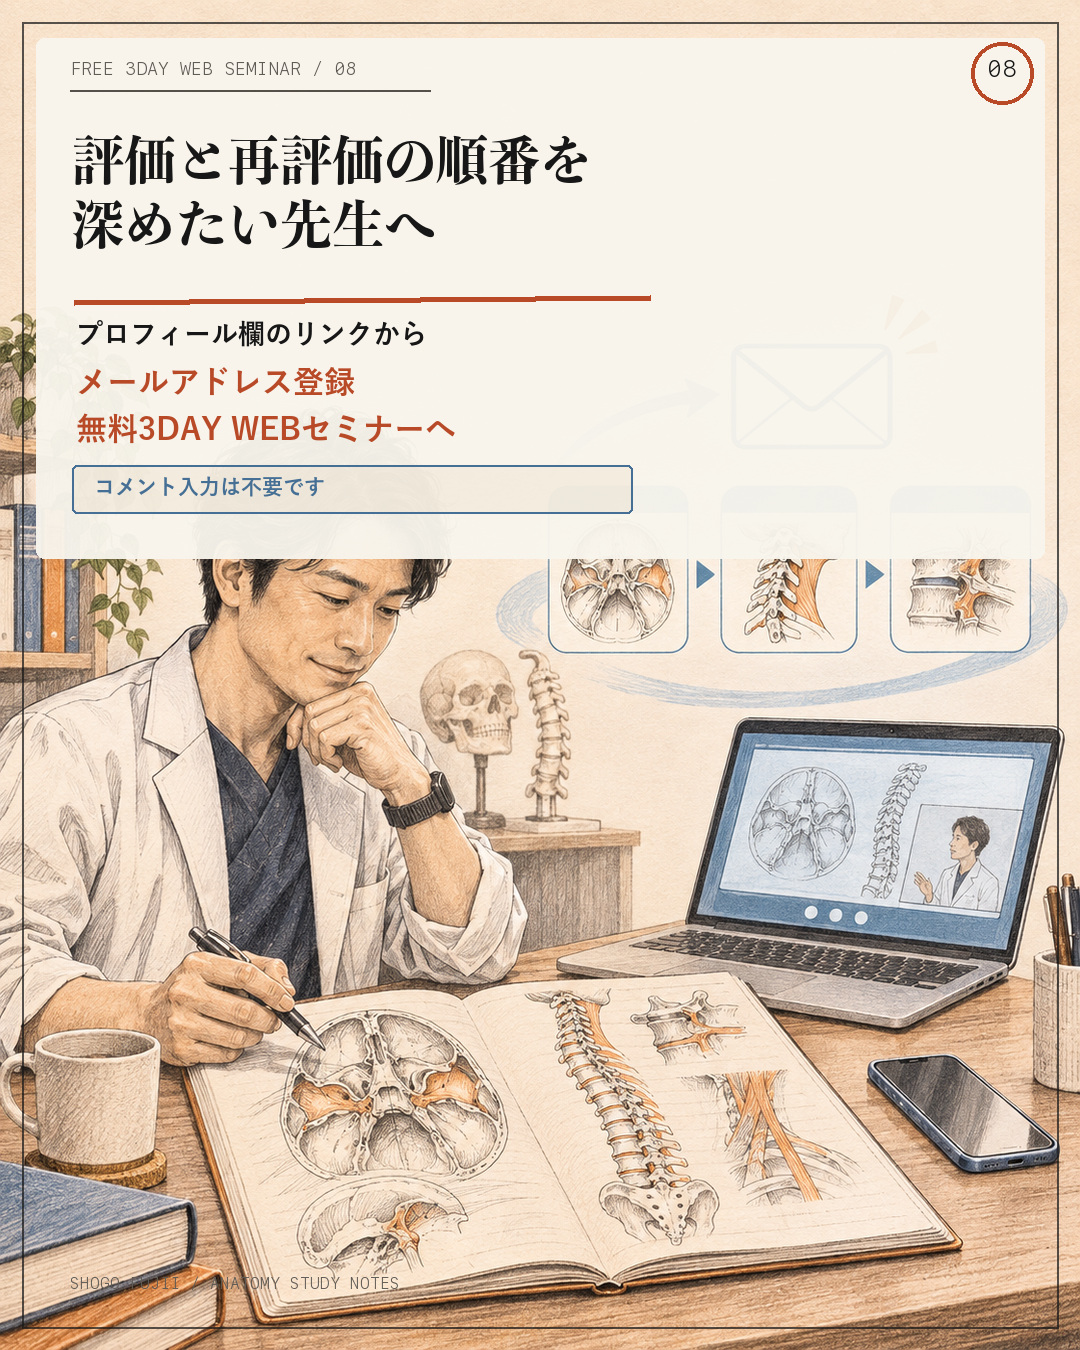 FREE 3DAY WEB SEMINAR / 08
08
評価と再評価の順番を
深めたい先生へ
プロフィール欄のリンクから
メールアドレス登録
無料3DAY WEBセミナーへ
コメント入力は不要です
SHOGO FUJII / ANATOMY STUDY NOTES